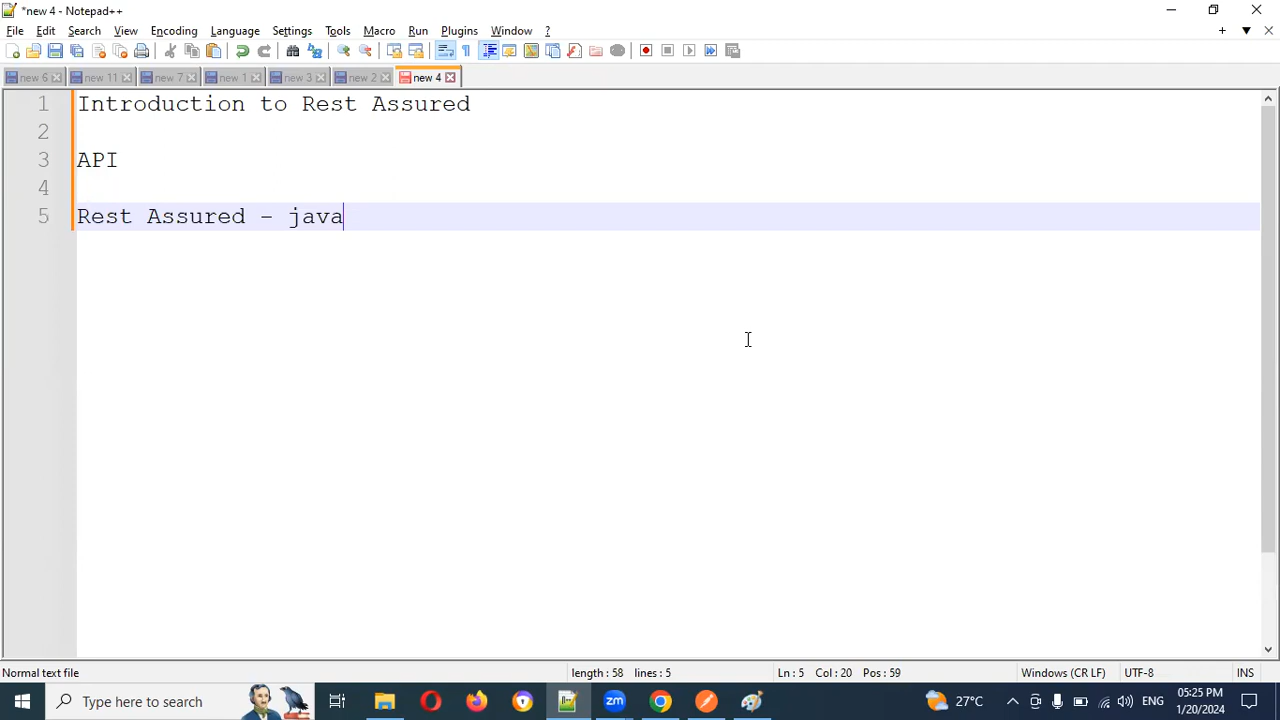 *new 4 - Notepad++
File Edit Search View Encoding Language Settings Tools Macro Run Plugins Window ?
new 6 new 11 new 7 new 1 new 3 new 2 new 4
1 Introduction to Rest Assured
2
3 API
4
5 Rest Assured - java
Normal text file length : 58 lines : 5 Ln : 5 Col : 20 Pos : 59 Windows (CR LF) UTF-8 INS
Type here to search zm 27°C ENG 05:25 PM
1/20/2024